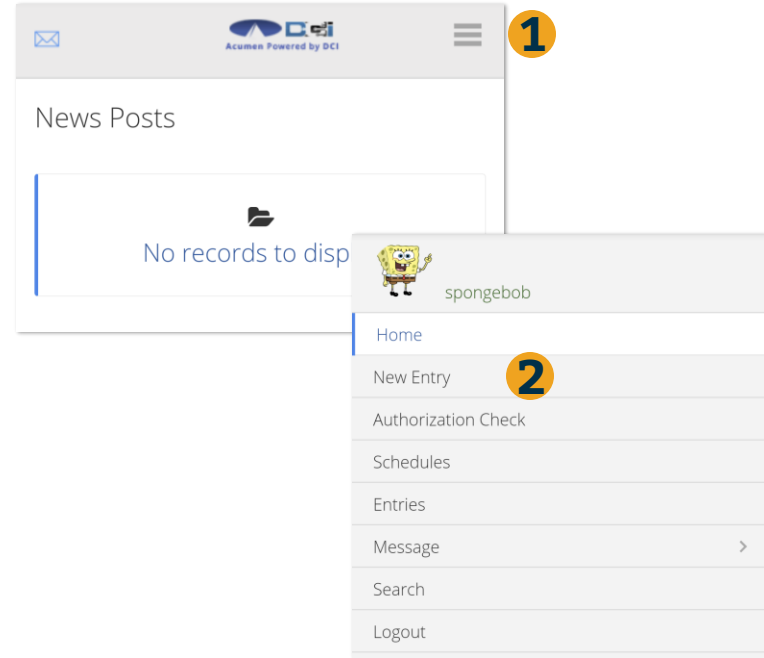 Acumen Powered by DCI
1
News Posts
No records to disp
spongebob
Home
New Entry
2
Authorization Check
Schedules
Entries
Message
Search
Logout